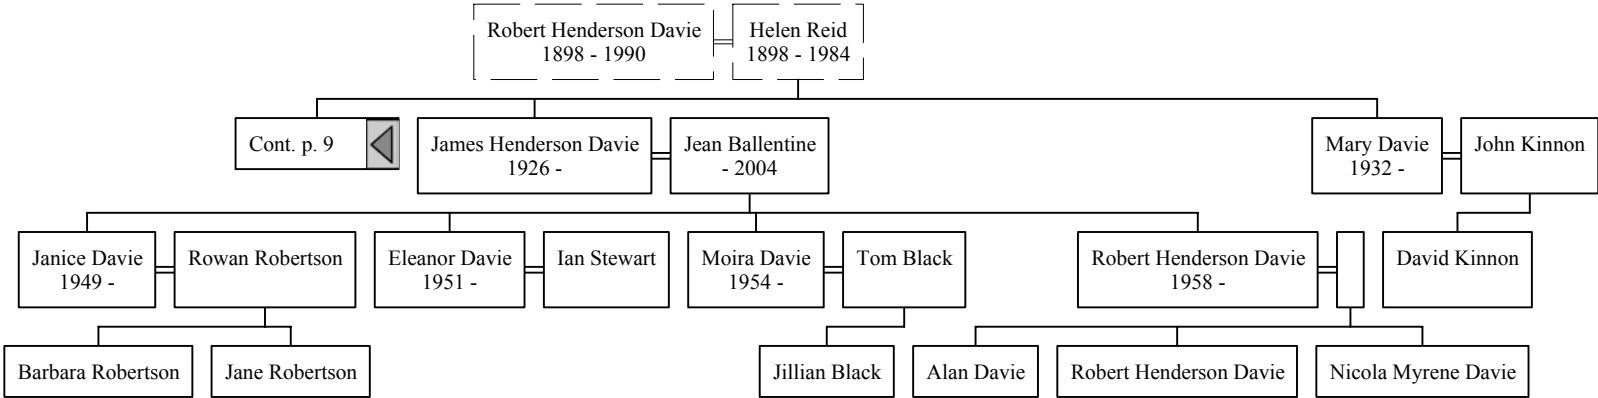 Robert Henderson Davie
1898 - 1990
Helen Reid
1898 - 1984
Cont. p. 9
James Henderson Davie
1926 -
Jean Ballentine
- 2004
Mary Davie
1932 -
John Kinnon
Janice Davie
1949 -
Rowan Robertson
Eleanor Davie
1951 -
Ian Stewart
Moira Davie
1954 -
Tom Black
Robert Henderson Davie
1958 -
David Kinnon
Barbara Robertson
Jane Robertson
Jillian Black
Alan Davie
Robert Henderson Davie
Nicola Myrene Davie